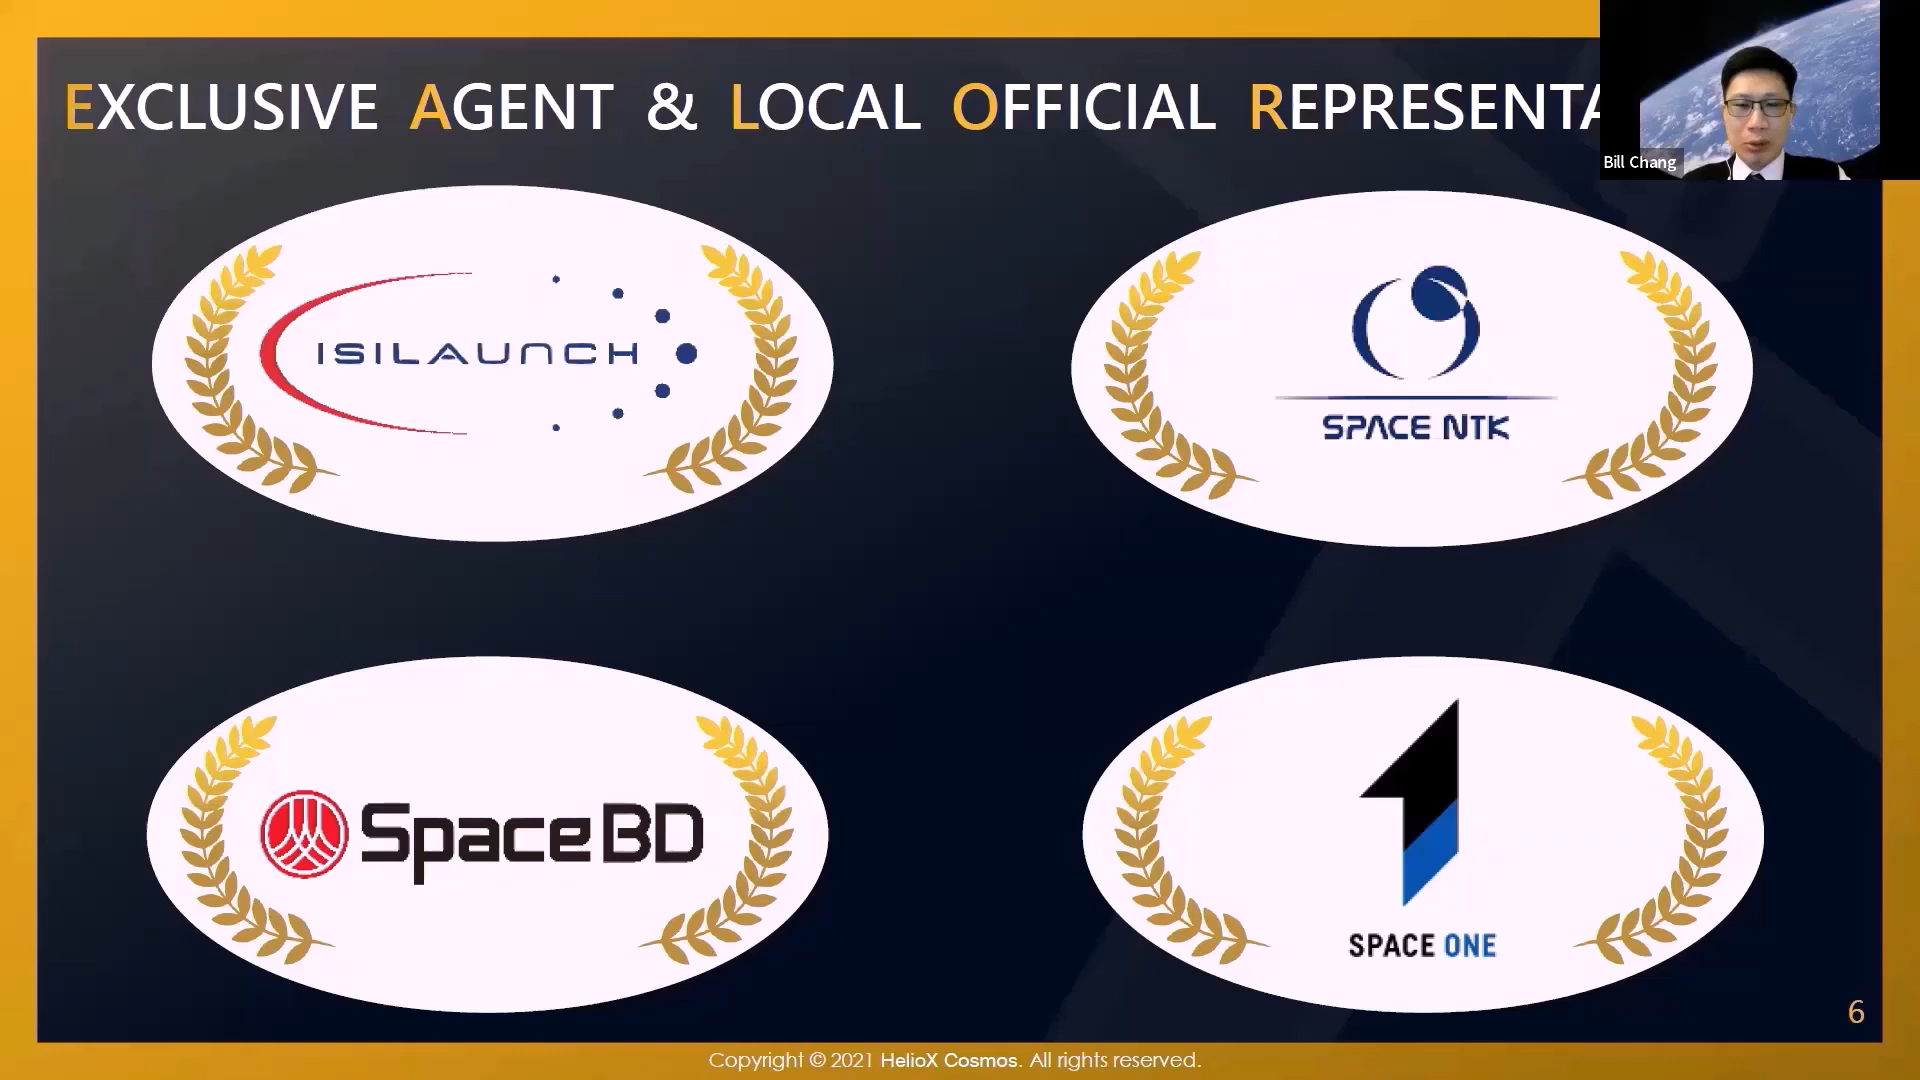 EXCLUSIVE AGENT & LOCAL OFFICIAL REPRESENTA
Bill Chang
ISILAUNCH
SPACE NTK
SpaceBD
SPACE ONE
6
Copyright © 2021 HelioX Cosmos. All rights reserved.